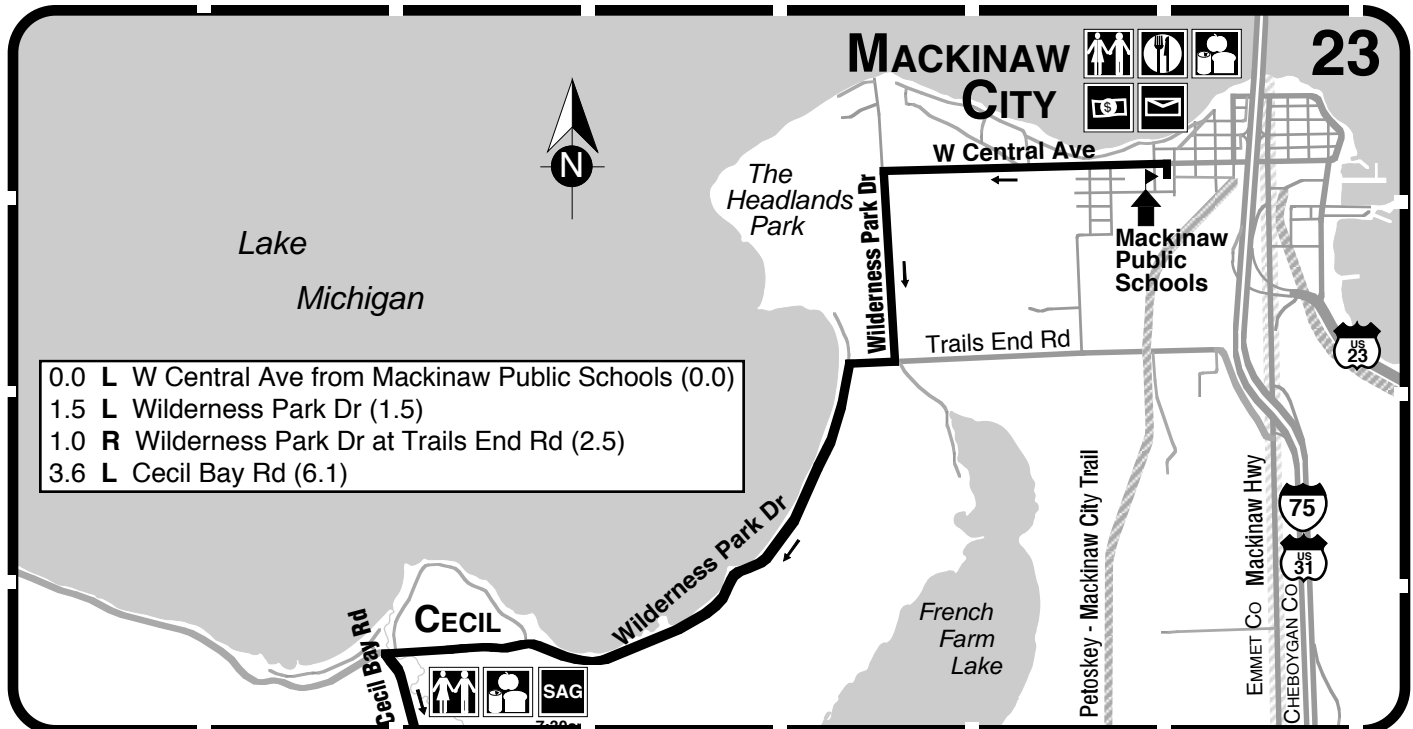 MACKINAW
CITY
23
$
N
W Central Ave
The
Headlands
Park
Wilderness Park Dr
Mackinaw
Public
Schools
Lake
Michigan
Trails End Rd
US
23
0.0 L W Central Ave from Mackinaw Public Schools (0.0)
1.5 L Wilderness Park Dr (1.5)
1.0 R Wilderness Park Dr at Trails End Rd (2.5)
3.6 L Cecil Bay Rd (6.1)
Petoskey - Mackinaw City Trail
Mackinaw Hwy
75
US
31
EMMET CO
CHEBOYGAN CO
Wilderness Park Dr
French
Farm
Lake
CECIL
Cecil Bay Rd
SAG